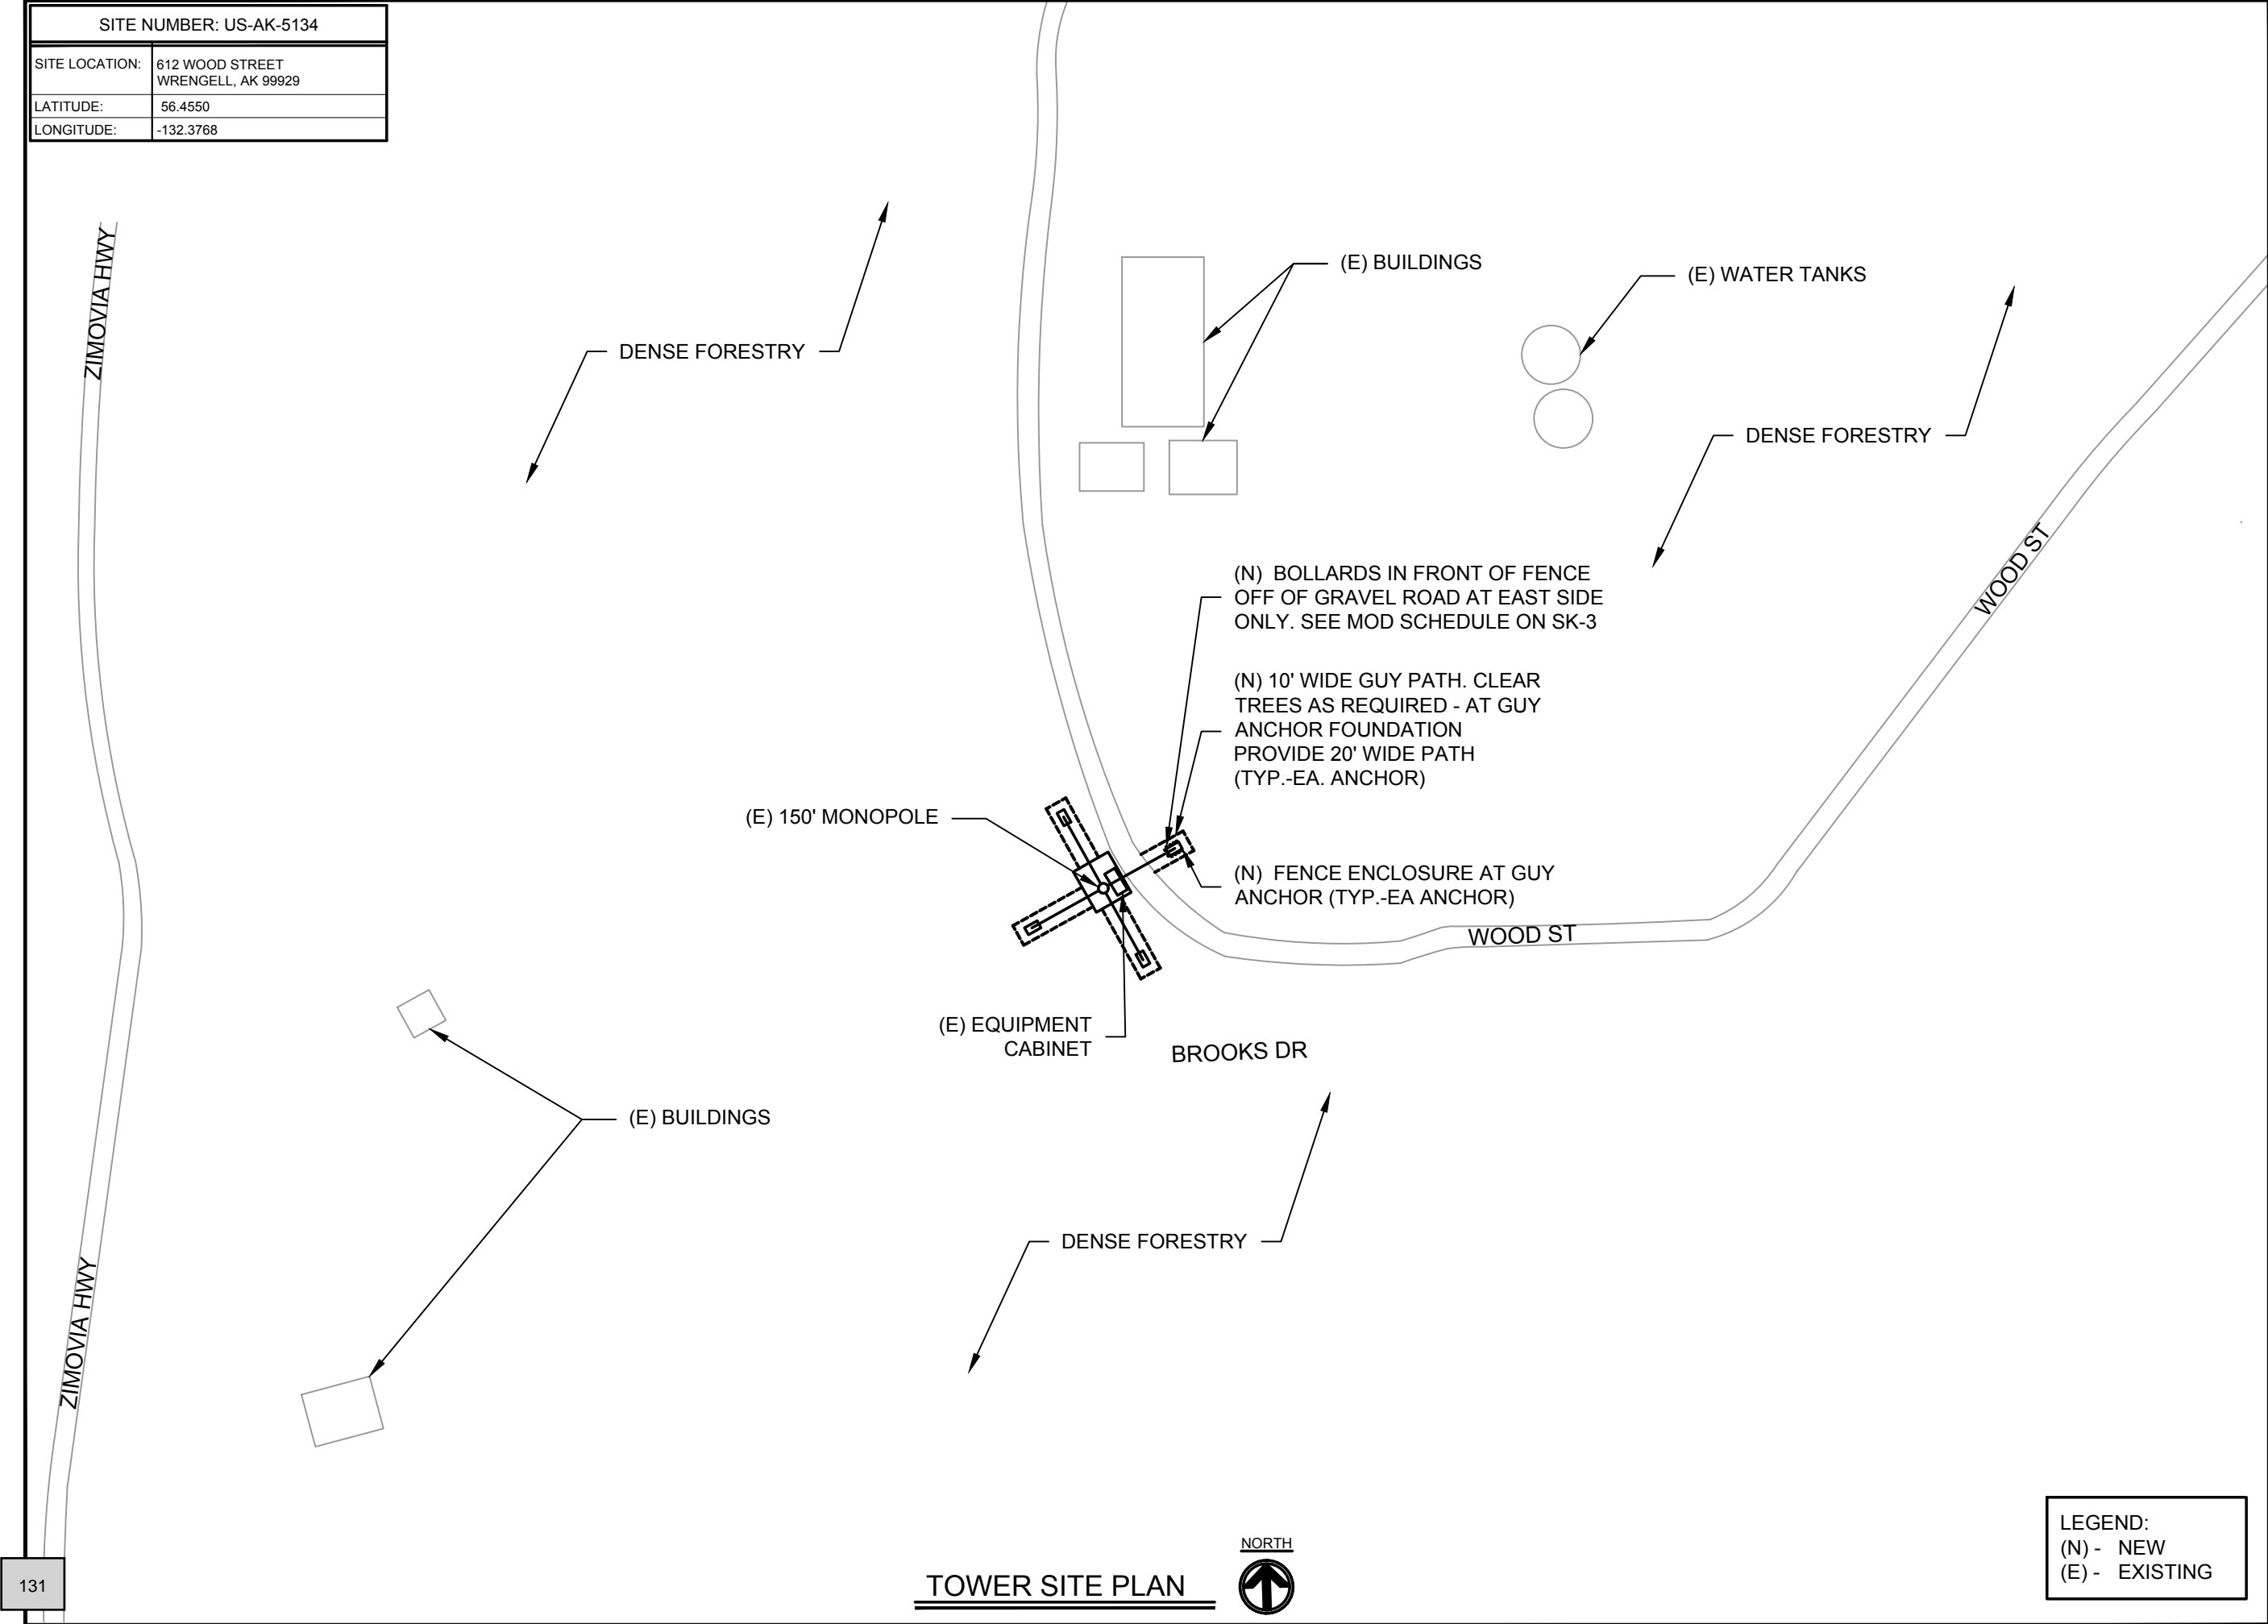 SITE NUMBER: US-AK-5134
SITE LOCATION: 612 WOOD STREET
WRENGELL, AK 99929
LATITUDE: 56.4550
LONGITUDE: -132.3768
ZIMOVIA HWY
DENSE FORESTRY
(E) BUILDINGS
(E) WATER TANKS
DENSE FORESTRY
WOOD ST
(N) BOLLARDS IN FRONT OF FENCE
OFF OF GRAVEL ROAD AT EAST SIDE
ONLY. SEE MOD SCHEDULE ON SK-3
(N) 10' WIDE GUY PATH. CLEAR
TREES AS REQUIRED - AT GUY
ANCHOR FOUNDATION
PROVIDE 20' WIDE PATH
(TYP.-EA. ANCHOR)
(E) 150' MONOPOLE
(N) FENCE ENCLOSURE AT GUY
ANCHOR (TYP.-EA ANCHOR)
WOOD ST
(E) EQUIPMENT
CABINET
BROOKS DR
(E) BUILDINGS
DENSE FORESTRY
ZIMOVIA HWY
TOWER SITE PLAN
NORTH
LEGEND:
(N) - NEW
(E) - EXISTING
131